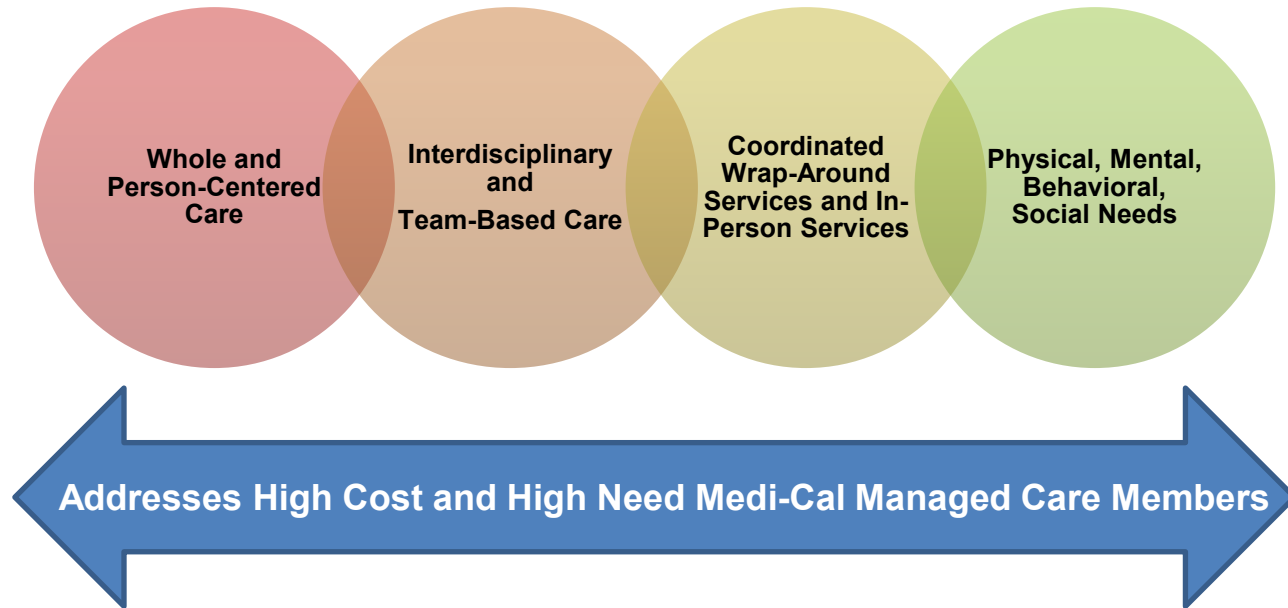 Whole and
Person-Centered
Care
Interdisciplinary
and
Team-Based Care
Coordinated
Wrap-Around
Services and In-
Person Services
Physical, Mental,
Behavioral,
Social Needs
Addresses High Cost and High Need Medi-Cal Managed Care Members